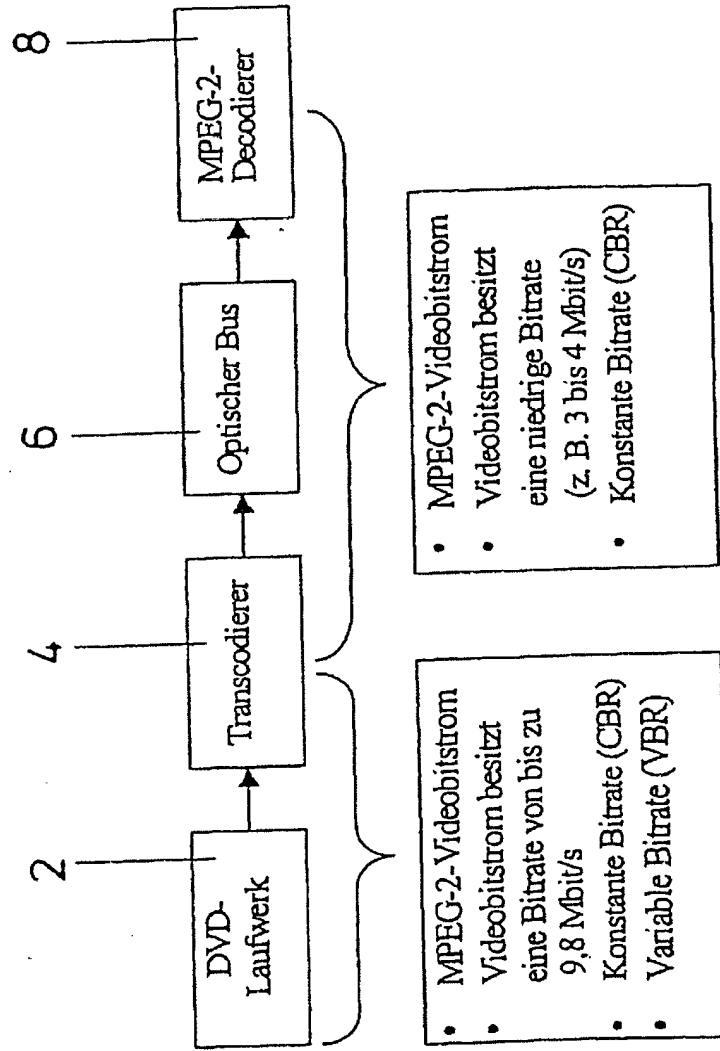 2
4
6
8
DVD-
Laufwerk
Transcodierer
Optischer Bus
MPEG-2-
Decodierer
• MPEG-2-Videobitstrom
• Videobitstrom besitzt
eine Bitrate von bis zu
9,8 Mbit/s
• Konstante Bitrate (CBR)
• Variable Bitrate (VBR)
• MPEG-2-Videobitstrom
• Videobitstrom besitzt
eine niedrige Bitrate
(z. B. 3 bis 4 Mbit/s)
• Konstante Bitrate (CBR)